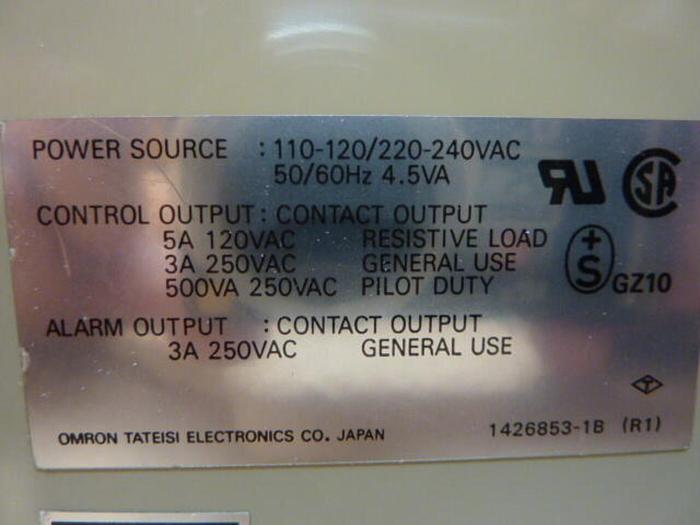 POWER SOURCE : 110-120/220-240VAC
50/60Hz 4.5VA
CONTROL OUTPUT : CONTACT OUTPUT
5A 120VAC RESISTIVE LOAD
3A 250VAC GENERAL USE
500VA 250VAC PILOT DUTY
ALARM OUTPUT : CONTACT OUTPUT
3A 250VAC GENERAL USE
RU
SA
+S GZ10
T
OMRON TATEISI ELECTRONICS CO. JAPAN
1426853-1B (R1)